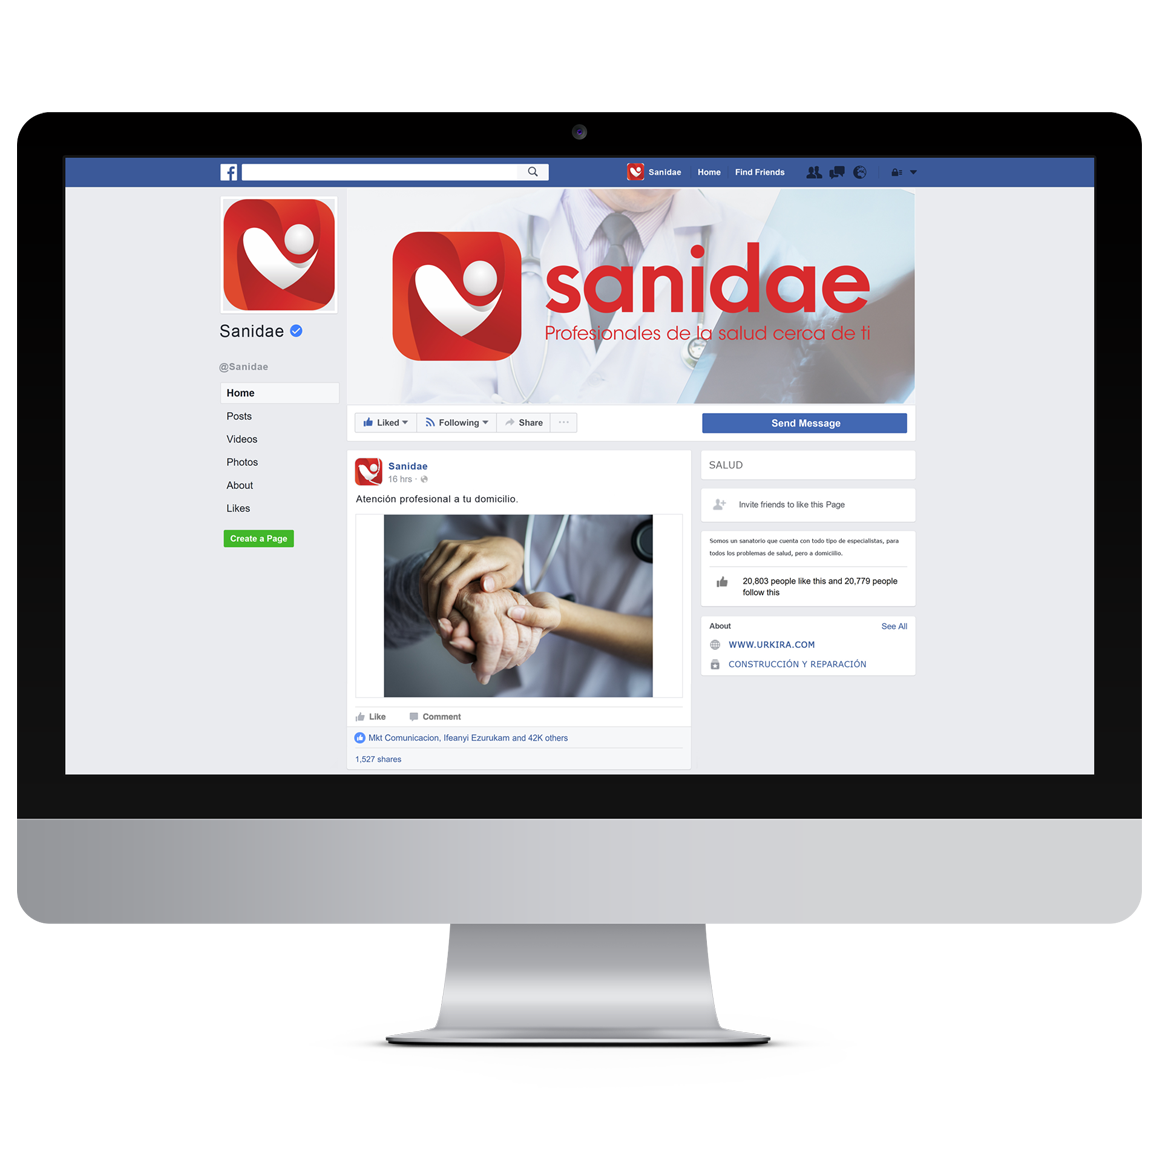 Sanidae
Home
Find Friends
sanidae
Profesionales de la salud cerca de ti
Sanidae
@Sanidae
Home
Posts
Videos
Photos
About
Likes
Create a Page
Liked
Following
Share
Send Message
Sanidae
16 hrs ·
Atención profesional a tu domicilio.
Like
Comment
Mkt Comunicacion, Ifeanyi Ezurukam and 42K others
1,527 shares
SALUD
Invite friends to like this Page
Somos un sanatorio que cuenta con todo tipo de especialistas, para
todos los problemas de salud, pero a domicilio.
20,803 people like this and 20,779 people
follow this
About
See All
WWW.URKIRA.COM
CONSTRUCCIÓN Y REPARACIÓN